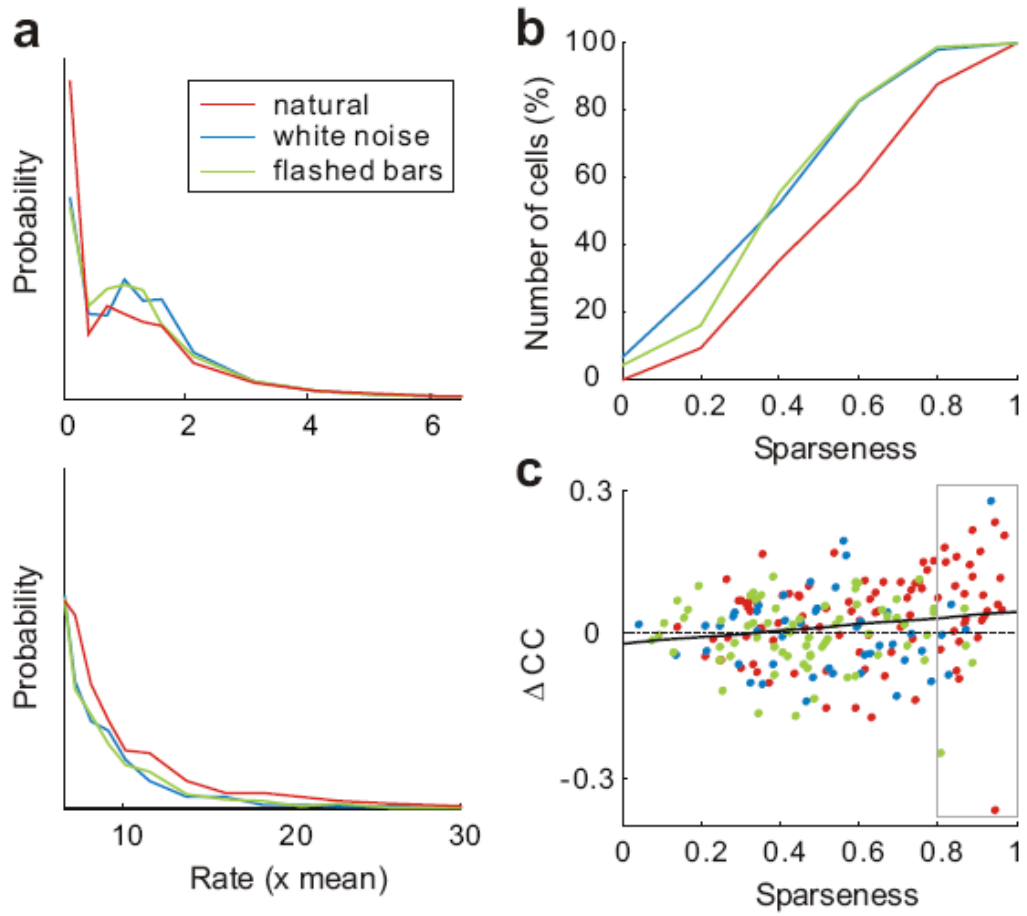 a
Probability
natural
white noise
flashed bars
0 2 4 6
Probability
10 20 30
Rate (x mean)
b
Number of cells (%)
100
80
60
40
20
0
0 0.2 0.4 0.6 0.8 1
Sparseness
c
Δ CC
0.3
0
-0.3
0 0.2 0.4 0.6 0.8 1
Sparseness